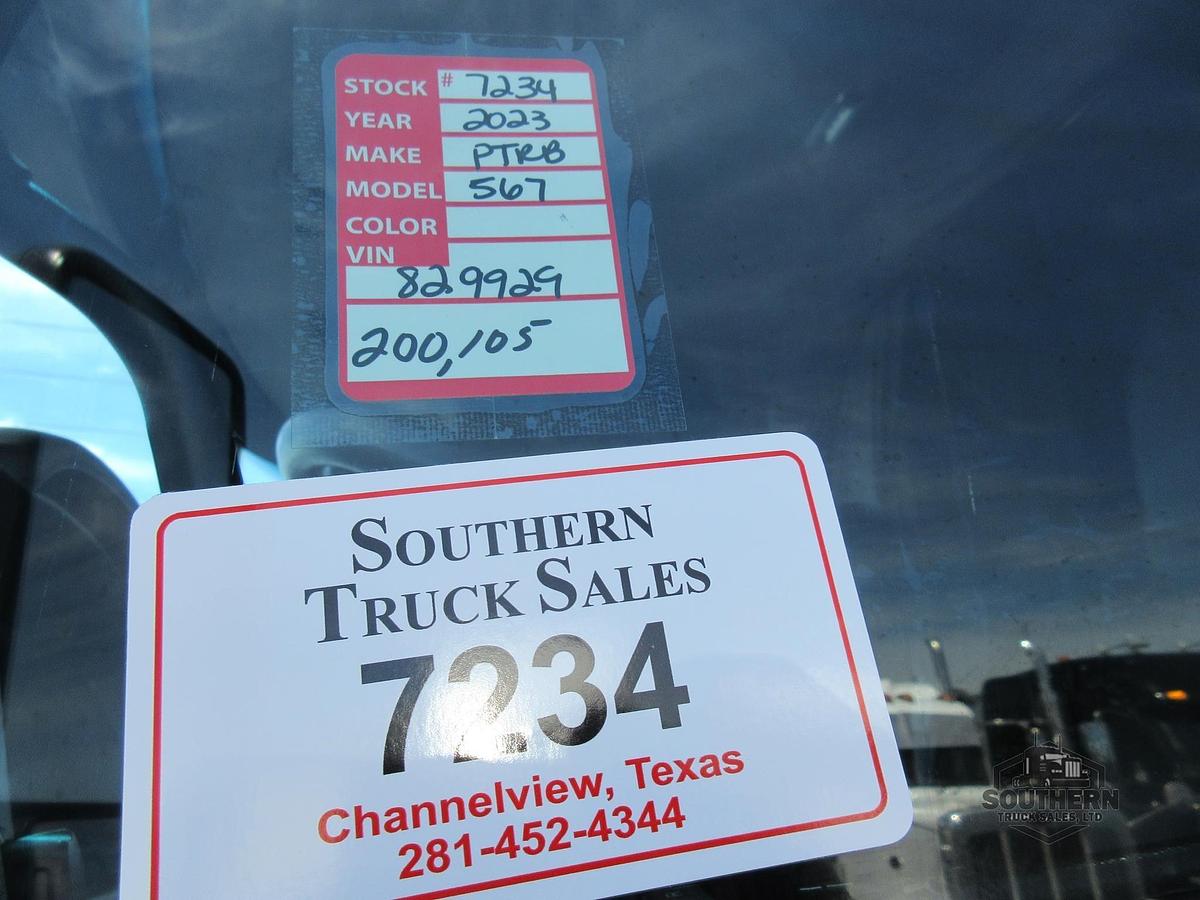 STOCK # 7234
YEAR 2023
MAKE PTRB
MODEL 567
COLOR
VIN
829929
200,105
SOUTHERN
TRUCK SALES
7234
Channelview, Texas
281-452-4344
SOUTHERN
TRUCK SALES, LTD